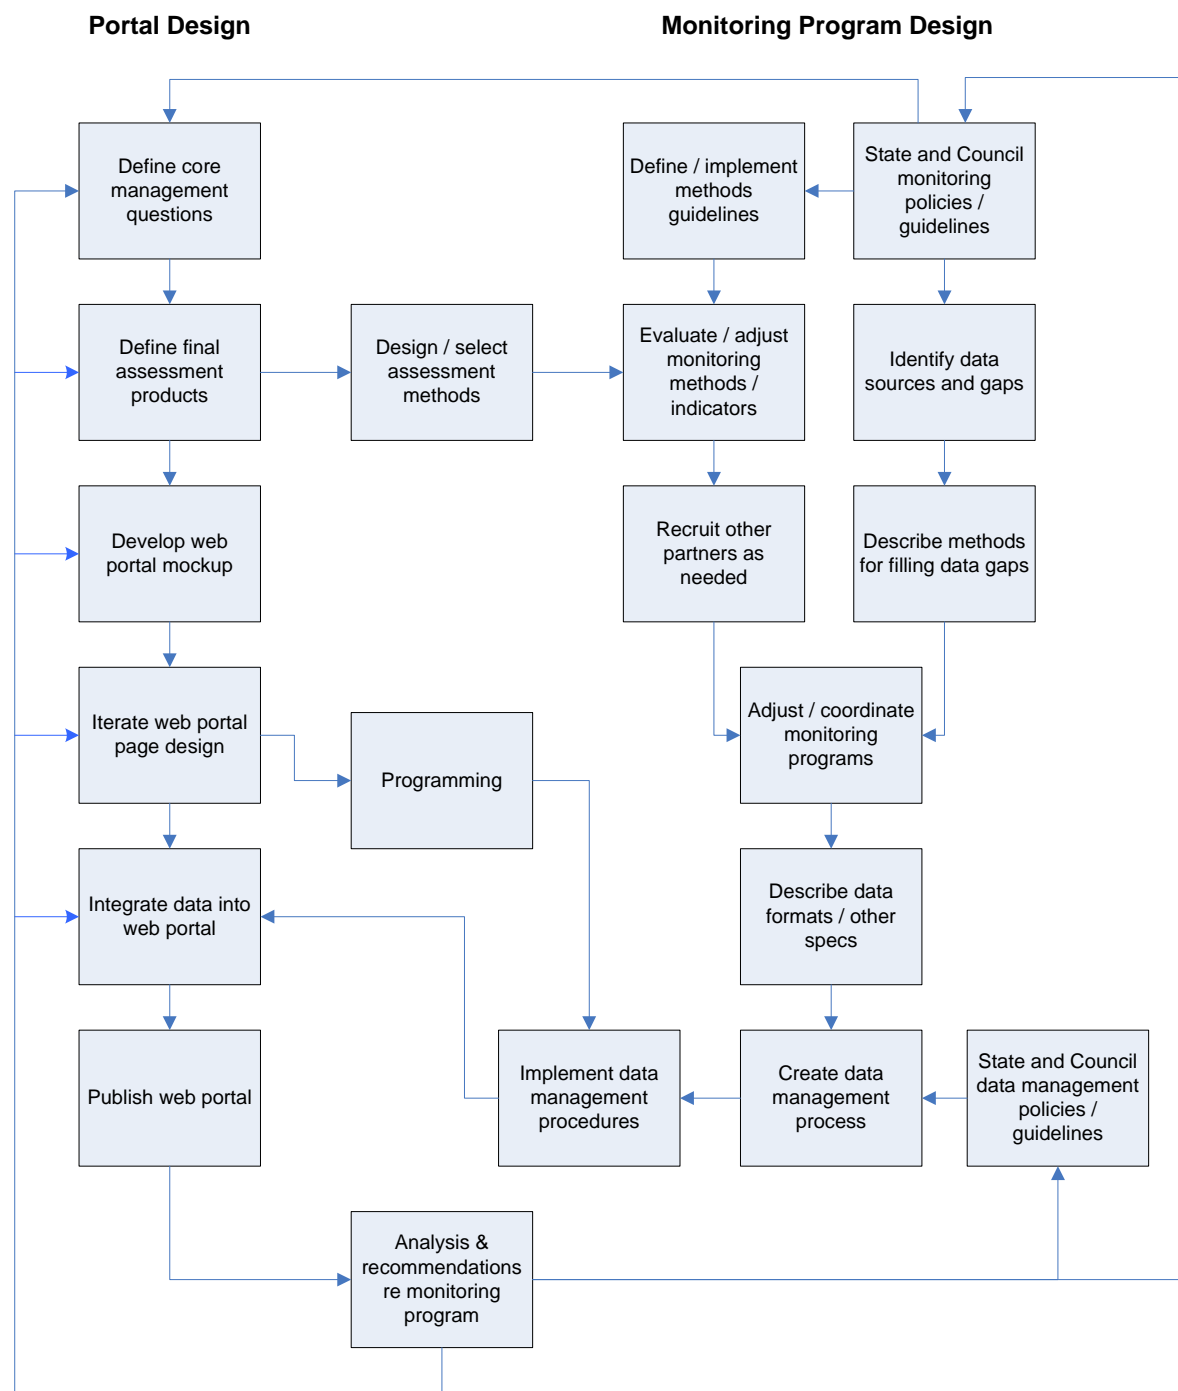 Portal Design
Monitoring Program Design
Define core
management
questions
Define / implement
methods
guidelines
State and Council
monitoring
policies /
guidelines
Define final
assessment
products
Design / select
assessment
methods
Evaluate / adjust
monitoring
methods /
indicators
Identify data
sources and gaps
Develop web
portal mockup
Recruit other
partners as
needed
Describe methods
for filling data gaps
Iterate web portal
page design
Programming
Adjust / coordinate
monitoring
programs
Integrate data into
web portal
Describe data
formats / other
specs
Publish web portal
Implement data
management
procedures
Create data
management
process
State and Council
data management
policies /
guidelines
Analysis &
recommendations
re monitoring
program